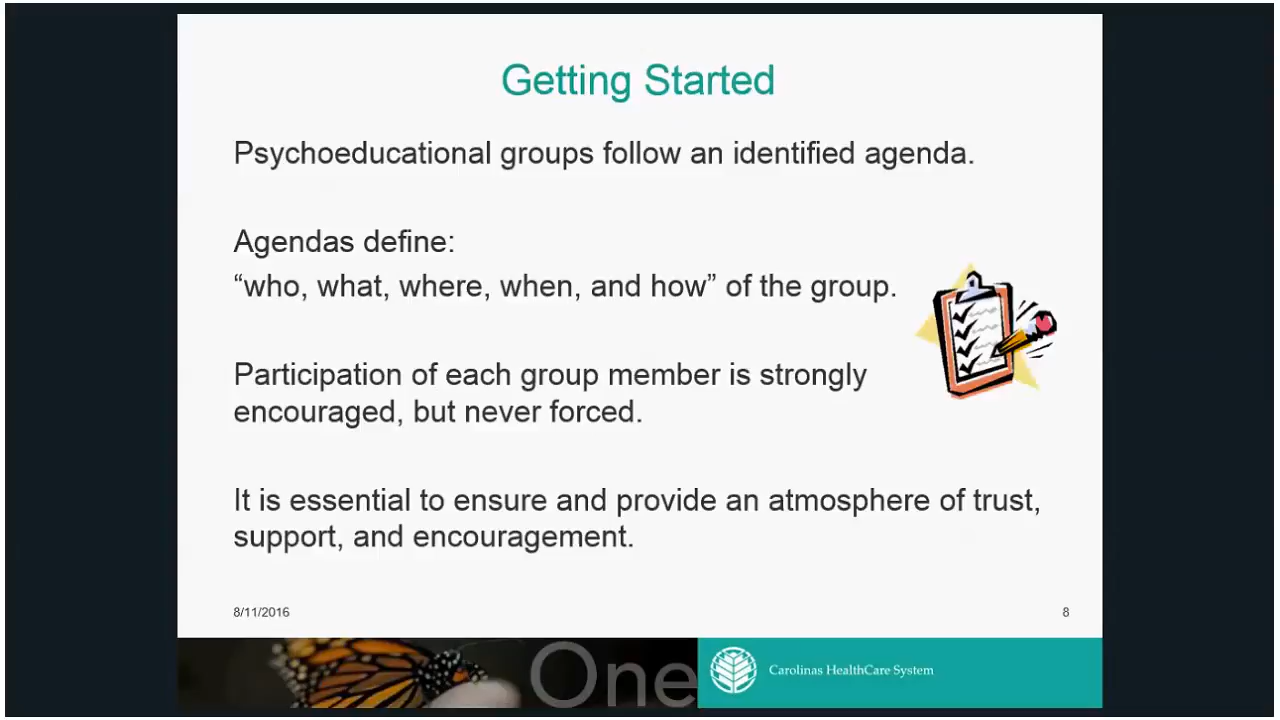 Getting Started
Psychoeducational groups follow an identified agenda.
Agendas define:
“who, what, where, when, and how” of the group.
Participation of each group member is strongly
encouraged, but never forced.
It is essential to ensure and provide an atmosphere of trust,
support, and encouragement.
8/11/2016
8
One
Carolinas HealthCare System